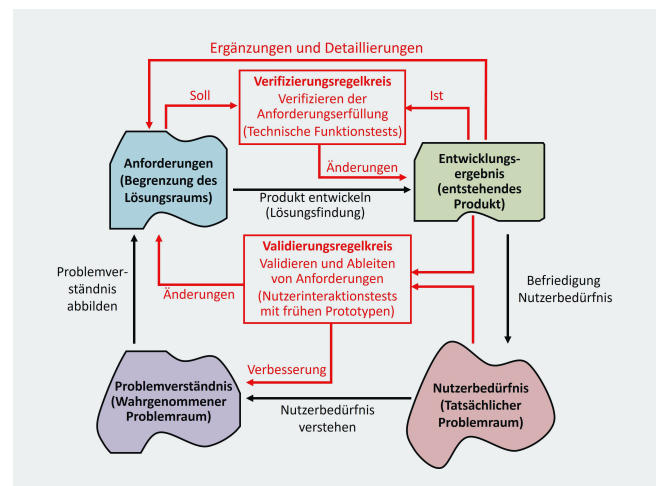 Ergänzungen und Detaillierungen
Verifizierungsregelkreis
Verifizieren der
Anforderungserfüllung
(Technische Funktionstests)
Soll
Ist
Anforderungen
(Begrenzung des
Lösungsraums)
Änderungen
Produkt entwickeln
(Lösungsfindung)
Entwicklungs-
ergebnis
(entstehendes
Produkt)
Validierungsregelkreis
Validieren und Ableiten
von Anforderungen
(Nutzerinteraktionstests
mit frühen Prototypen)
Problemver-
ständnis
abbilden
Änderungen
Befriedigung
Nutzerbedürfnis
Verbesserung
Problemverständnis
(Wahrgenommener
Problemraum)
Nutzerbedürfnis
verstehen
Nutzerbedürfnis
(Tatsächlicher
Problemraum)